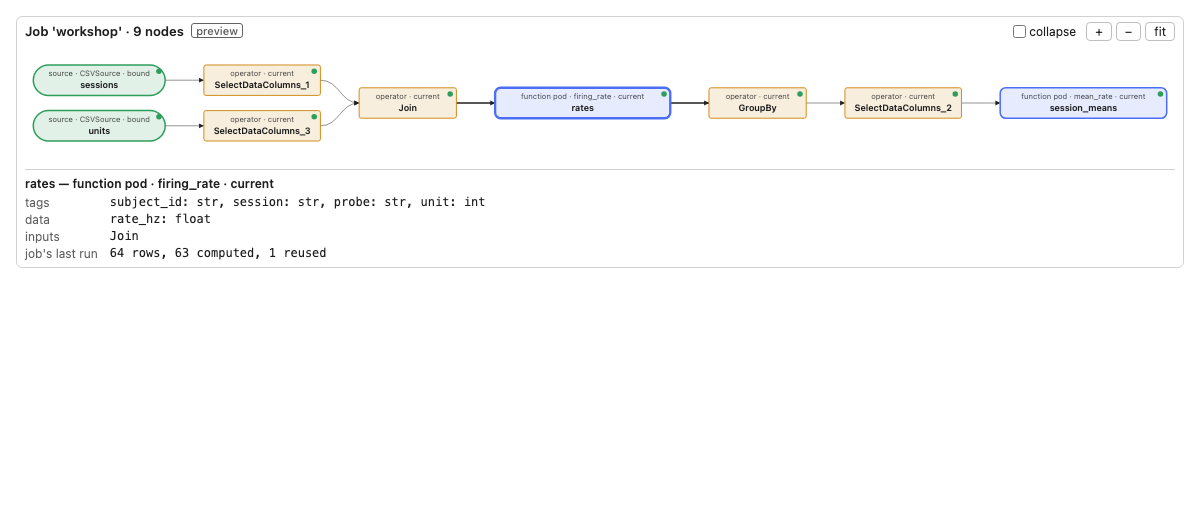 Job 'workshop' · 9 nodes preview
collapse + − fit
source · CSVSource · bound
sessions
operator · current
SelectDataColumns_1
source · CSVSource · bound
units
operator · current
SelectDataColumns_3
operator · current
Join
function pod · firing_rate · current
rates
operator · current
GroupBy
operator · current
SelectDataColumns_2
function pod · mean_rate · current
session_means
rates — function pod · firing_rate · current
tags subject_id: str, session: str, probe: str, unit: int
data rate_hz: float
inputs Join
job's last run 64 rows, 63 computed, 1 reused